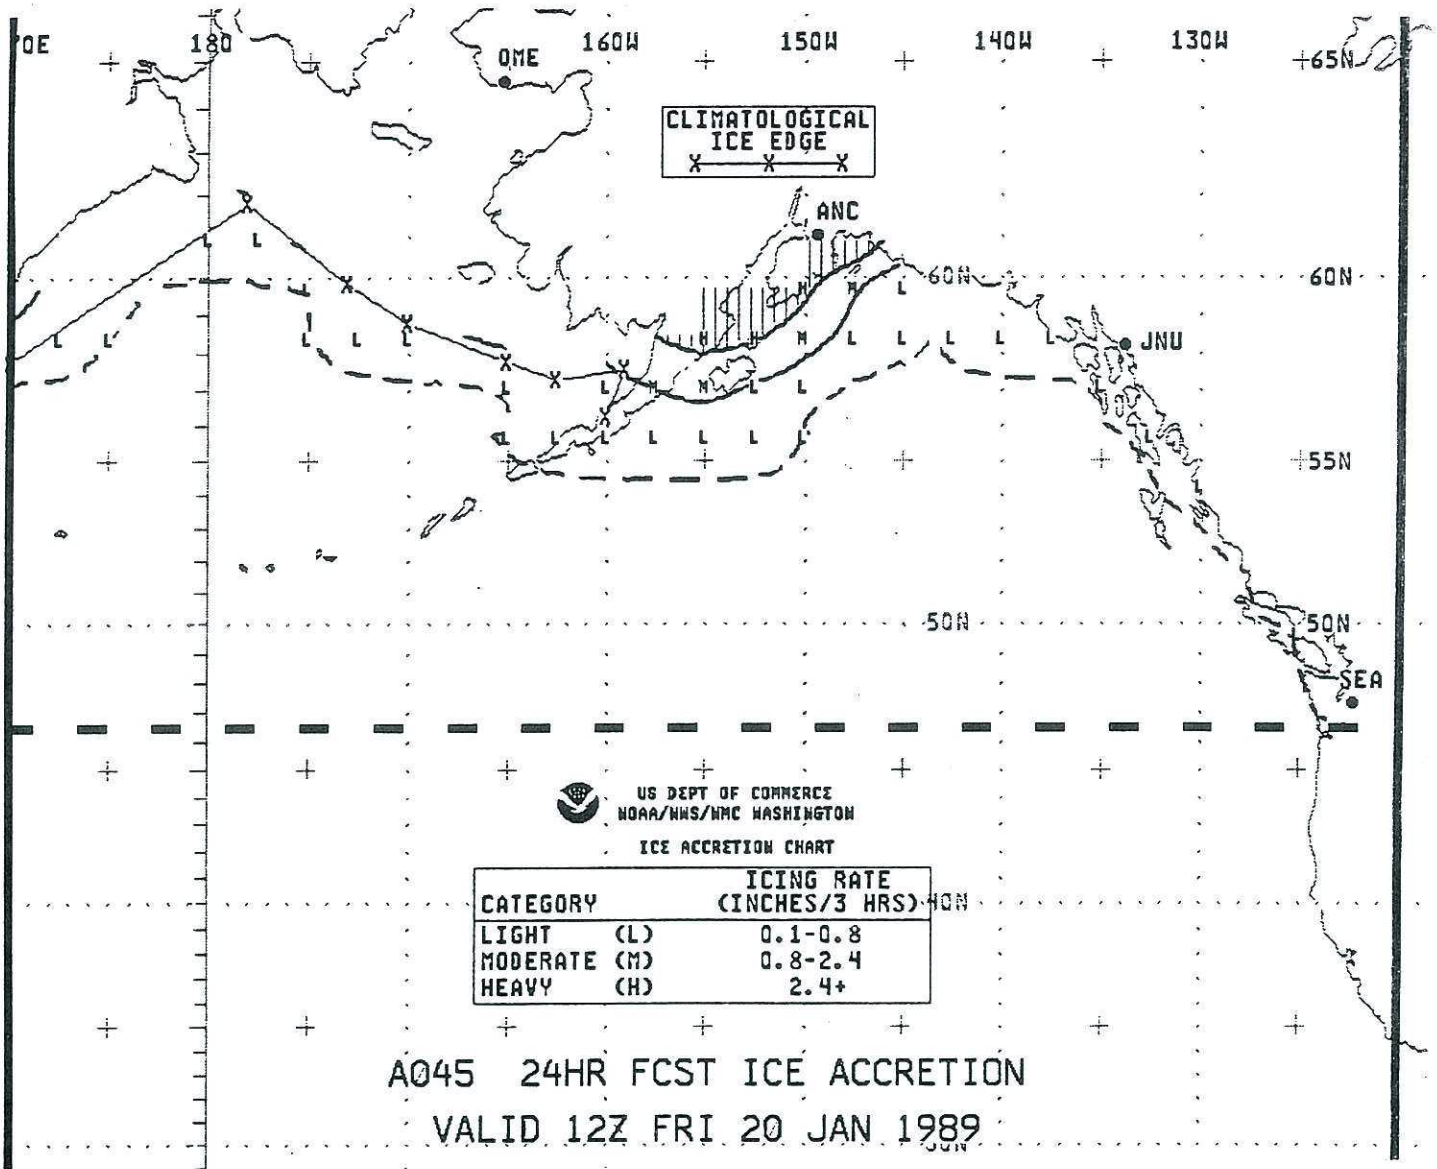 0E 180 160W 150W 140W 130W
OME
65N
CLIMATOLOGICAL
ICE EDGE
X X X
ANC
X
L L
60N 60N
X L M M L
X
L L L L L H H M L L L L L
JNU
X X X
L L M M L L L
X
L L L L L L L L
55N
50N 50N
SEA
US DEPT OF COMMERCE
NOAA/NWS/NMC WASHINGTON
ICE ACCRETION CHART
ICING RATE
CATEGORY (INCHES/3 HRS) 40N
LIGHT (L) 0.1-0.8
MODERATE (M) 0.8-2.4
HEAVY (H) 2.4+
A045 24HR FCST ICE ACCRETION
VALID 12Z FRI 20 JAN 1989
30N